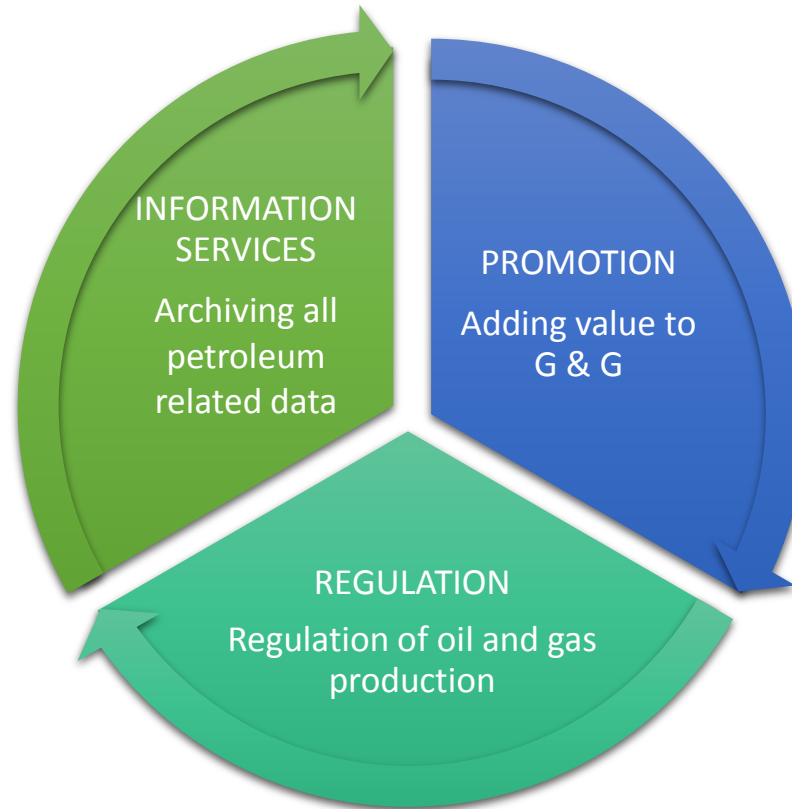 INFORMATION
SERVICES
Archiving all
petroleum
related data
PROMOTION
Adding value to
G & G
REGULATION
Regulation of oil and gas
production